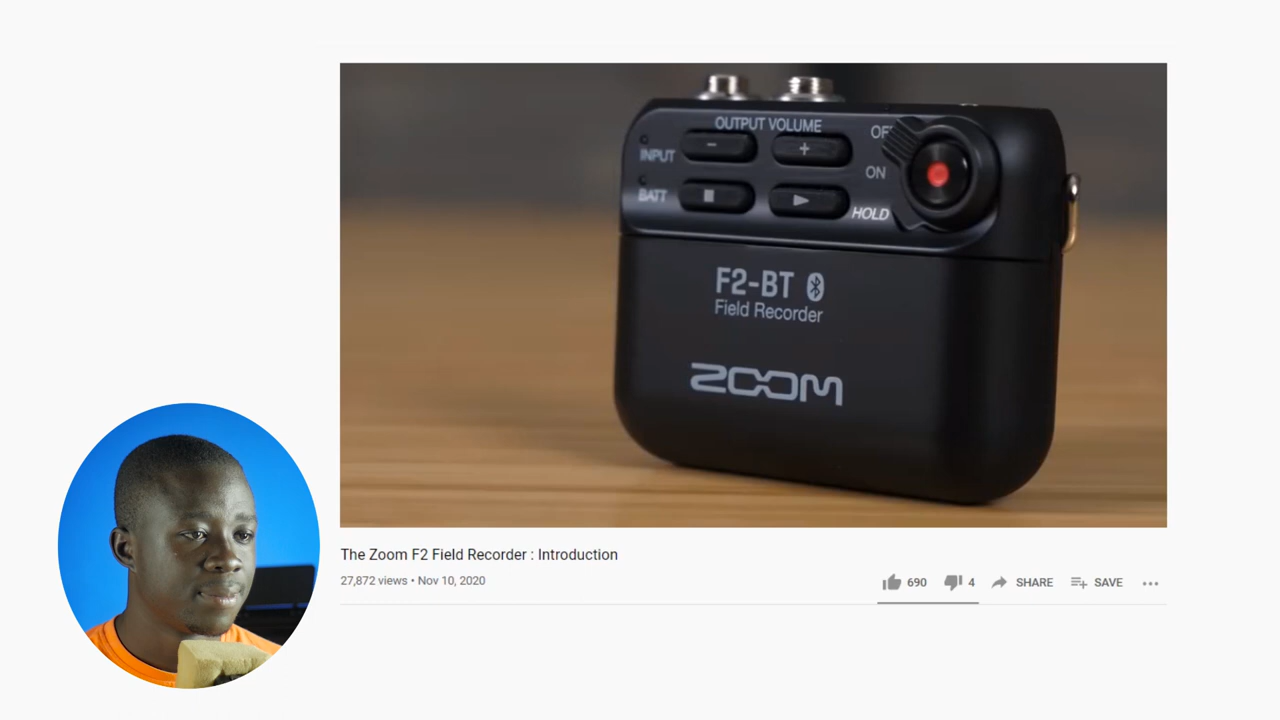 OUTPUT VOLUME
OFF
INPUT
− +
ON
BATT
HOLD
F2-BT
Field Recorder
ZOOM
The Zoom F2 Field Recorder : Introduction
27,872 views • Nov 10, 2020
690 4 SHARE SAVE